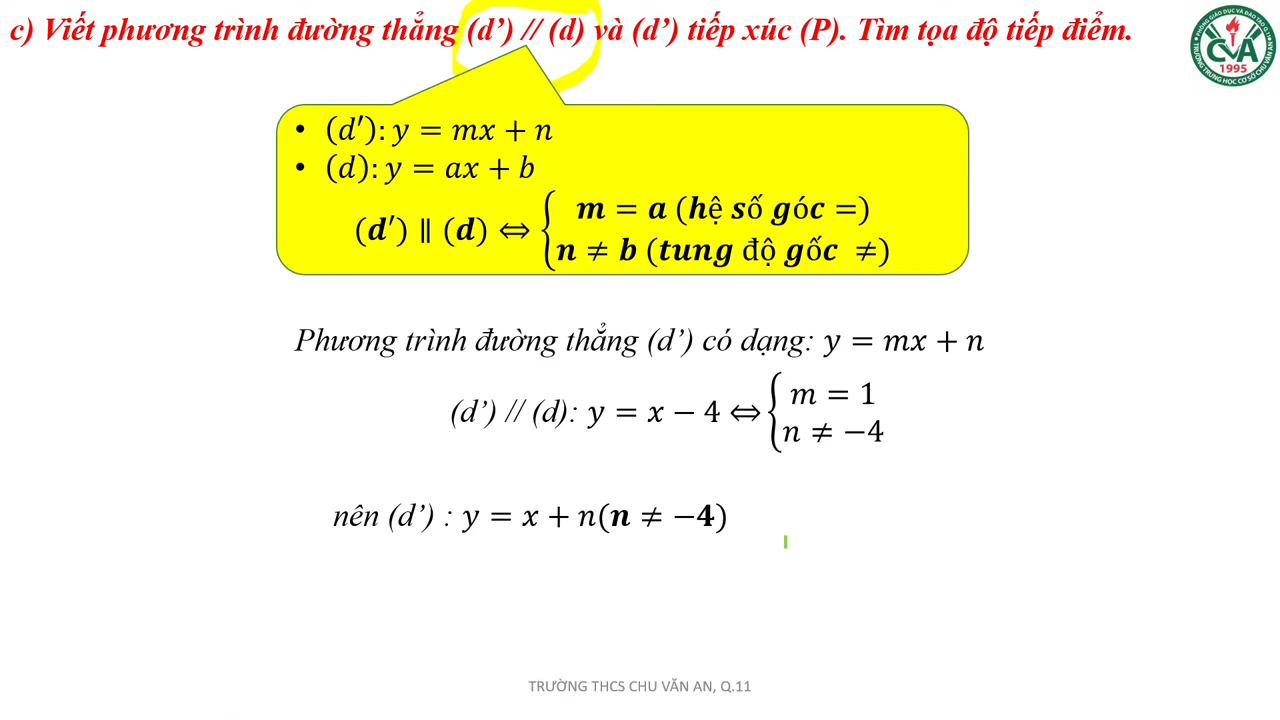 c) Viết phương trình đường thẳng (d’) // (d) và (d’) tiếp xúc (P). Tìm tọa độ tiếp điểm.
CVA
1995
• (d′): y = mx + n
• (d): y = ax + b
(d′) ∥ (d) ⇔ { m = a (hệ số góc =)
n ≠ b (tung độ gốc ≠)
Phương trình đường thẳng (d’) có dạng: y = mx + n
(d’) // (d): y = x − 4 ⇔ { m = 1
n ≠ −4
nên (d’) : y = x + n(n ≠ −4)
TRƯỜNG THCS CHU VĂN AN, Q.11